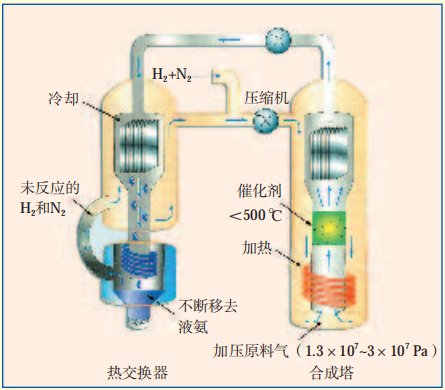 H₂+N₂
冷却
压缩机
未反应的
H₂和N₂
催化剂
<500 ℃
加热
不断移去
液氨
加压原料气（1.3 × 10⁷~3 × 10⁷ Pa）
热交换器
合成塔